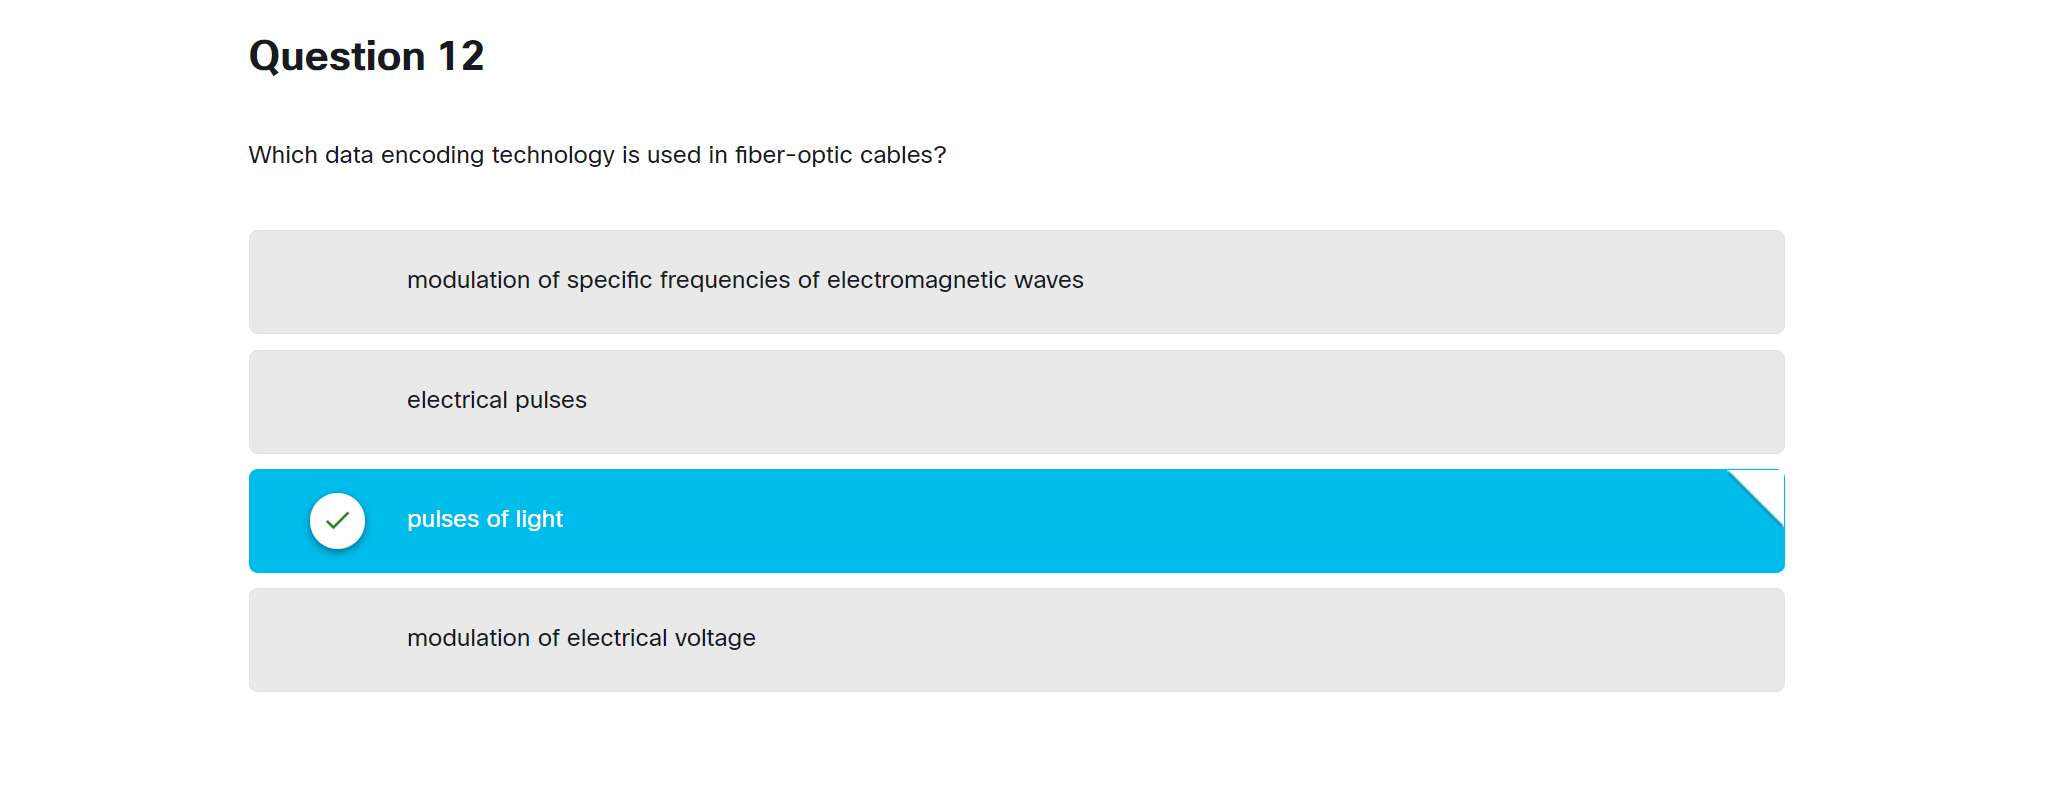 Question 12
Which data encoding technology is used in fiber-optic cables?
modulation of specific frequencies of electromagnetic waves
electrical pulses
pulses of light
modulation of electrical voltage